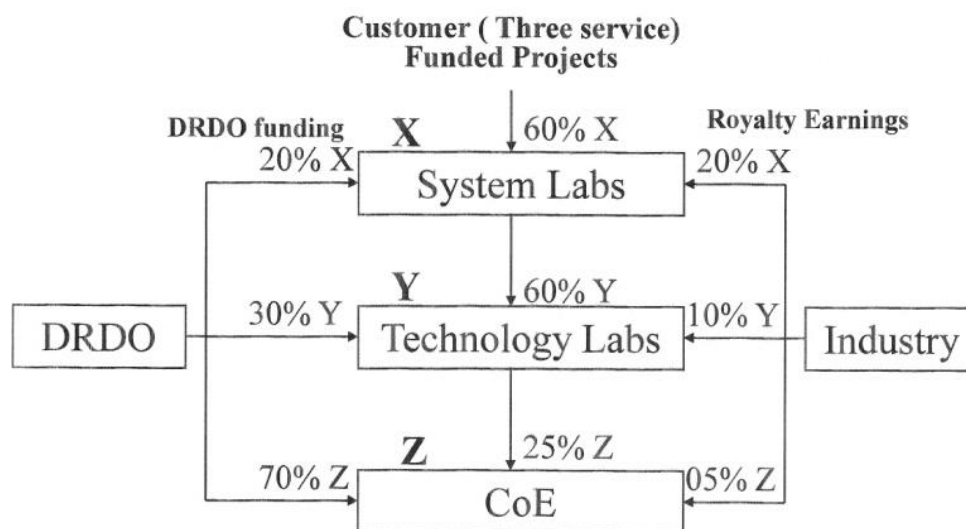 Customer ( Three service)
Funded Projects
DRDO funding
X
60% X
Royalty Earnings
20% X
20% X
System Labs
Y
60% Y
30% Y
10% Y
DRDO
Technology Labs
Industry
Z
25% Z
70% Z
05% Z
CoE